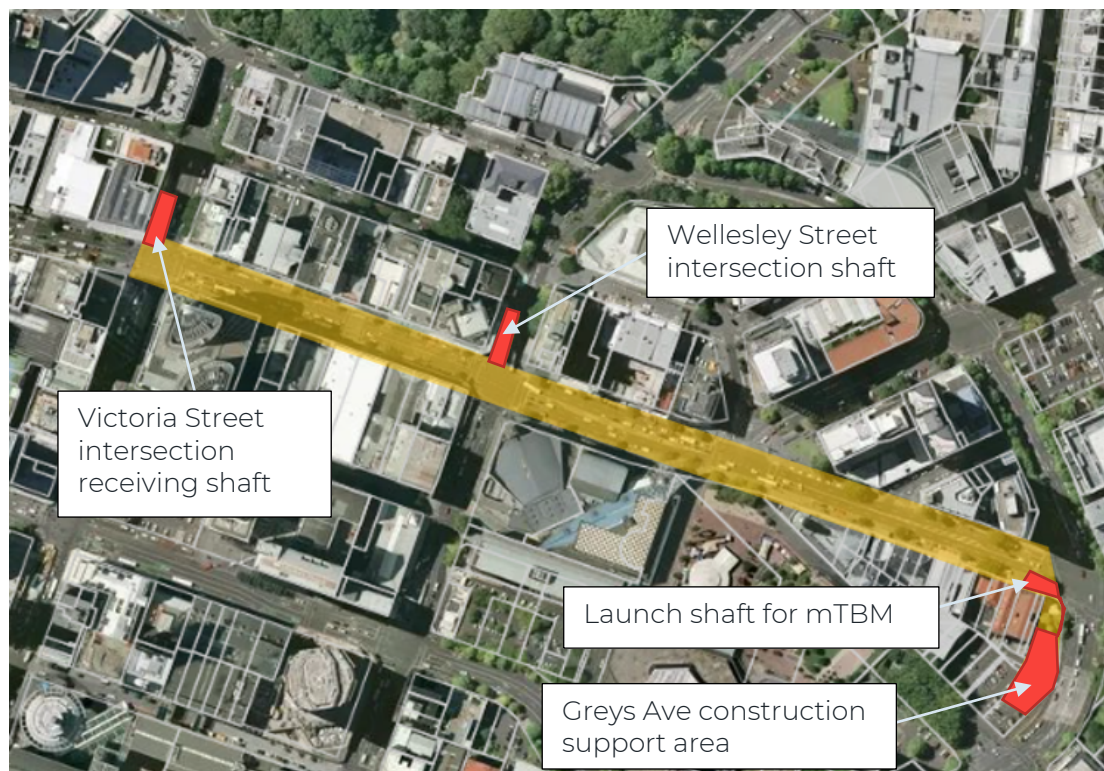 Wellesley Street
intersection shaft
Victoria Street
intersection
receiving shaft
Launch shaft for mTBM
Greys Ave construction
support area